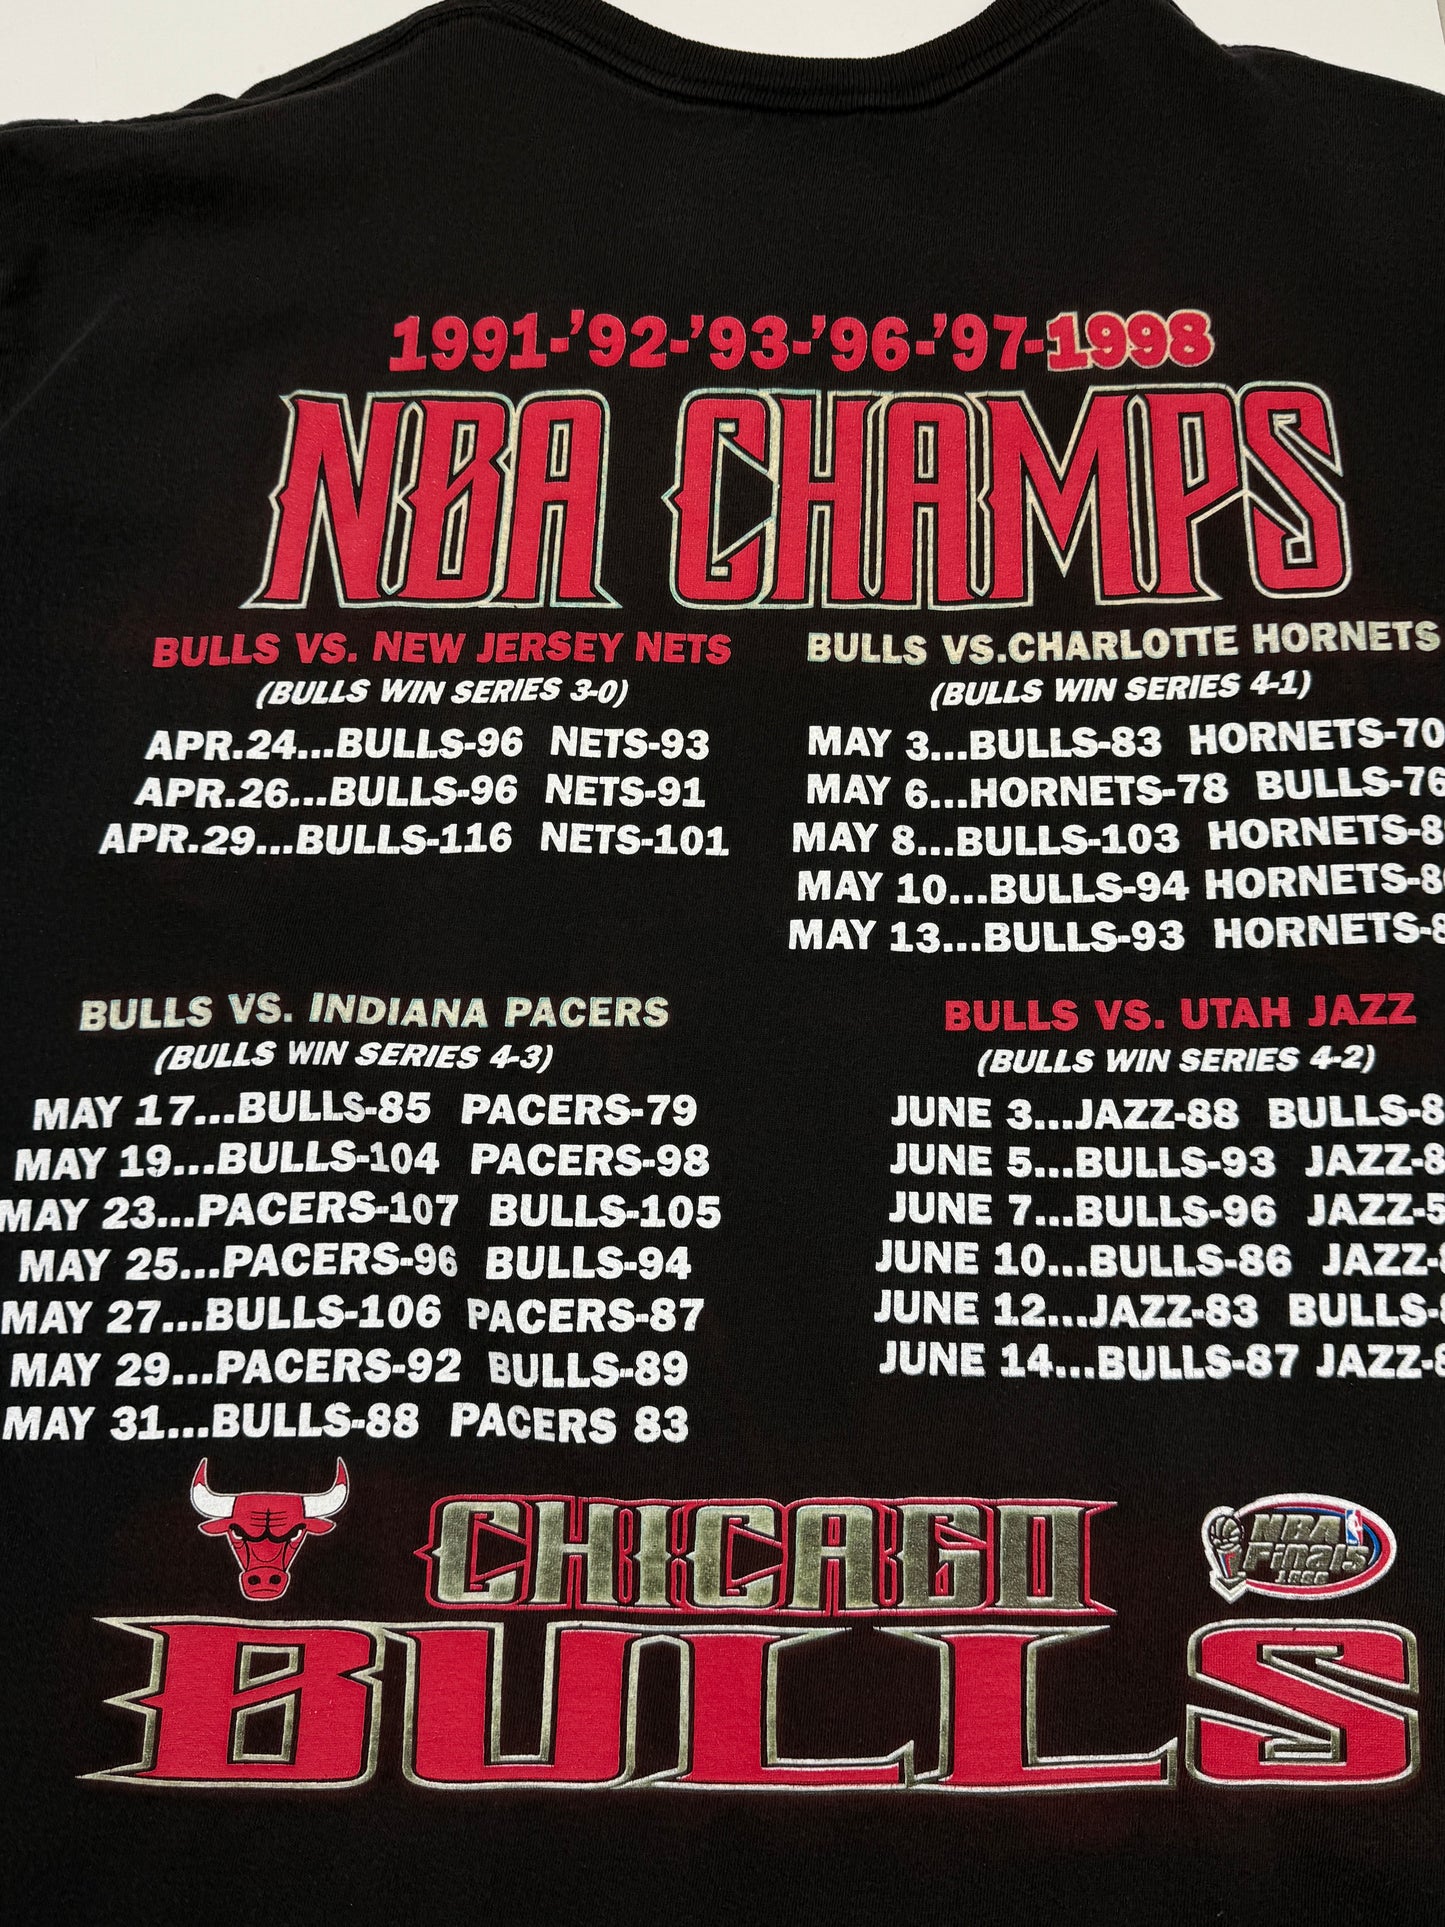 1991-'92-'93-'96-'97-1998
NBA CHAMPS
BULLS VS. NEW JERSEY NETS
(BULLS WIN SERIES 3-0)
APR.24...BULLS-96 NETS-93
APR.26...BULLS-96 NETS-91
APR.29...BULLS-116 NETS-101
BULLS VS.CHARLOTTE HORNETS
(BULLS WIN SERIES 4-1)
MAY 3...BULLS-83 HORNETS-70
MAY 6...HORNETS-78 BULLS-76
MAY 8...BULLS-103
MAY 10...BULLS-94
MAY 13...BULLS-93
BULLS VS. INDIANA PACERS
(BULLS WIN SERIES 4-3)
MAY 17...BULLS-85 PACERS-79
MAY 19...BULLS-104 PACERS-98
MAY 23...PACERS-107 BULLS-105
MAY 25...PACERS-96 BULLS-94
MAY 27...BULLS-106 PACERS-87
MAY 29...PACERS-92 BULLS-89
MAY 31...BULLS-88 PACERS 83
BULLS VS. UTAH JAZZ
(BULLS WIN SERIES 4-2)
JUNE 3...JAZZ-88
JUNE 5...BULLS-93
JUNE 7...BULLS-96
JUNE 10...BULLS-86
JUNE 12...JAZZ-83
JUNE 14...BULLS-87
CHICAGO
NBA
Finals
1998
BULLS